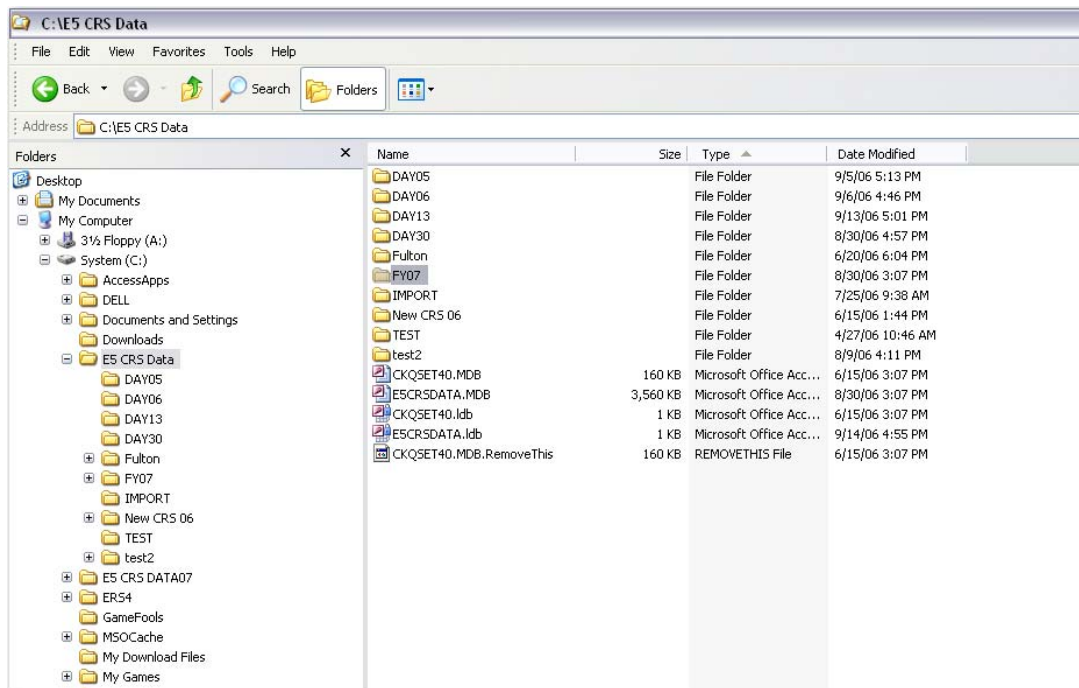 C:\E5 CRS Data
File Edit View Favorites Tools Help
Back Search Folders
Address C:\E5 CRS Data
Folders
Desktop
My Documents
My Computer
3½ Floppy (A:)
System (C:)
AccessApps
DELL
Documents and Settings
Downloads
E5 CRS Data
DAY05
DAY06
DAY13
DAY30
Fulton
FY07
IMPORT
New CRS 06
TEST
test2
E5 CRS DATA07
ERS4
GameFools
MSOCache
My Download Files
My Games
Name Size Type Date Modified
DAY05 File Folder 9/5/06 5:13 PM
DAY06 File Folder 9/6/06 4:46 PM
DAY13 File Folder 9/13/06 5:01 PM
DAY30 File Folder 8/30/06 4:57 PM
Fulton File Folder 6/20/06 6:04 PM
FY07 File Folder 8/30/06 3:07 PM
IMPORT File Folder 7/25/06 9:38 AM
New CRS 06 File Folder 6/15/06 1:44 PM
TEST File Folder 4/27/06 10:46 AM
test2 File Folder 8/9/06 4:11 PM
CKQSET40.MDB 160 KB Microsoft Office Acc... 6/15/06 3:07 PM
E5CRSDATA.MDB 3,560 KB Microsoft Office Acc... 8/30/06 3:07 PM
CKQSET40.ldb 1 KB Microsoft Office Acc... 6/15/06 3:07 PM
E5CRSDATA.ldb 1 KB Microsoft Office Acc... 9/14/06 4:55 PM
CKQSET40.MDB.RemoveThis 160 KB REMOVETHIS File 6/15/06 3:07 PM